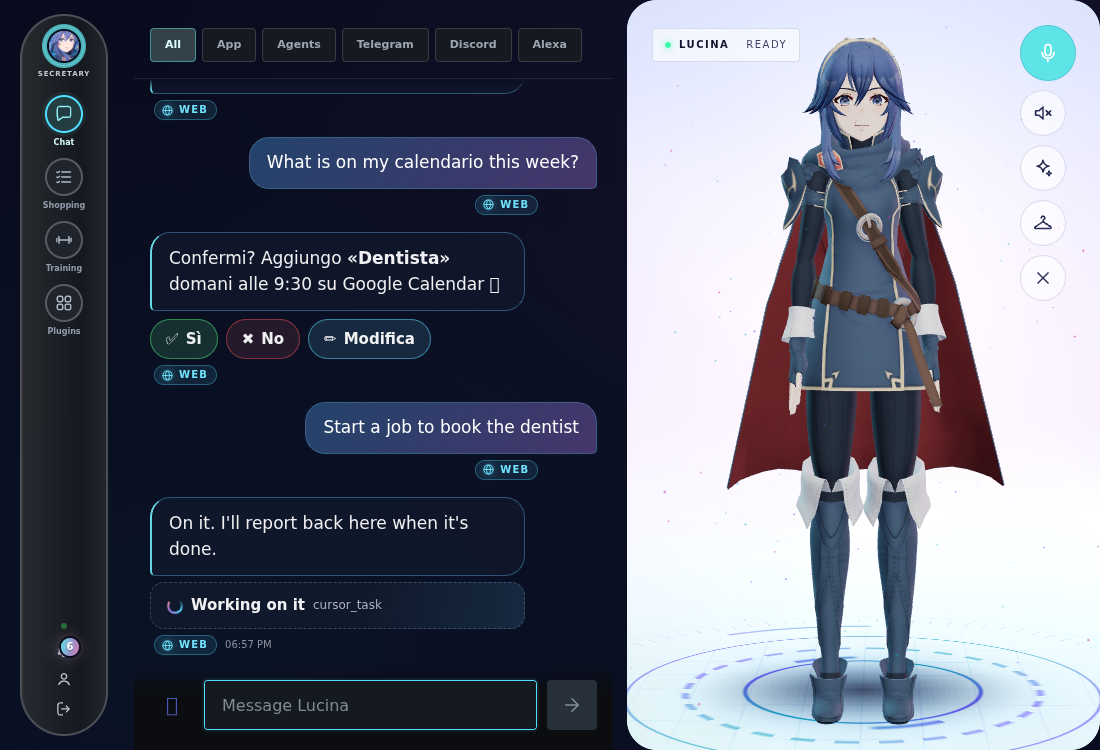 SECRETARY
Chat
Shopping
Training
Plugins
6
All App Agents Telegram Discord Alexa
WEB
What is on my calendario this week?
WEB
Confermi? Aggiungo «Dentista»
domani alle 9:30 su Google Calendar
✅ Sì ✖ No ✏ Modifica
WEB
Start a job to book the dentist
WEB
On it. I'll report back here when it's
done.
Working on it cursor_task
WEB 06:57 PM
Message Lucina
LUCINA READY